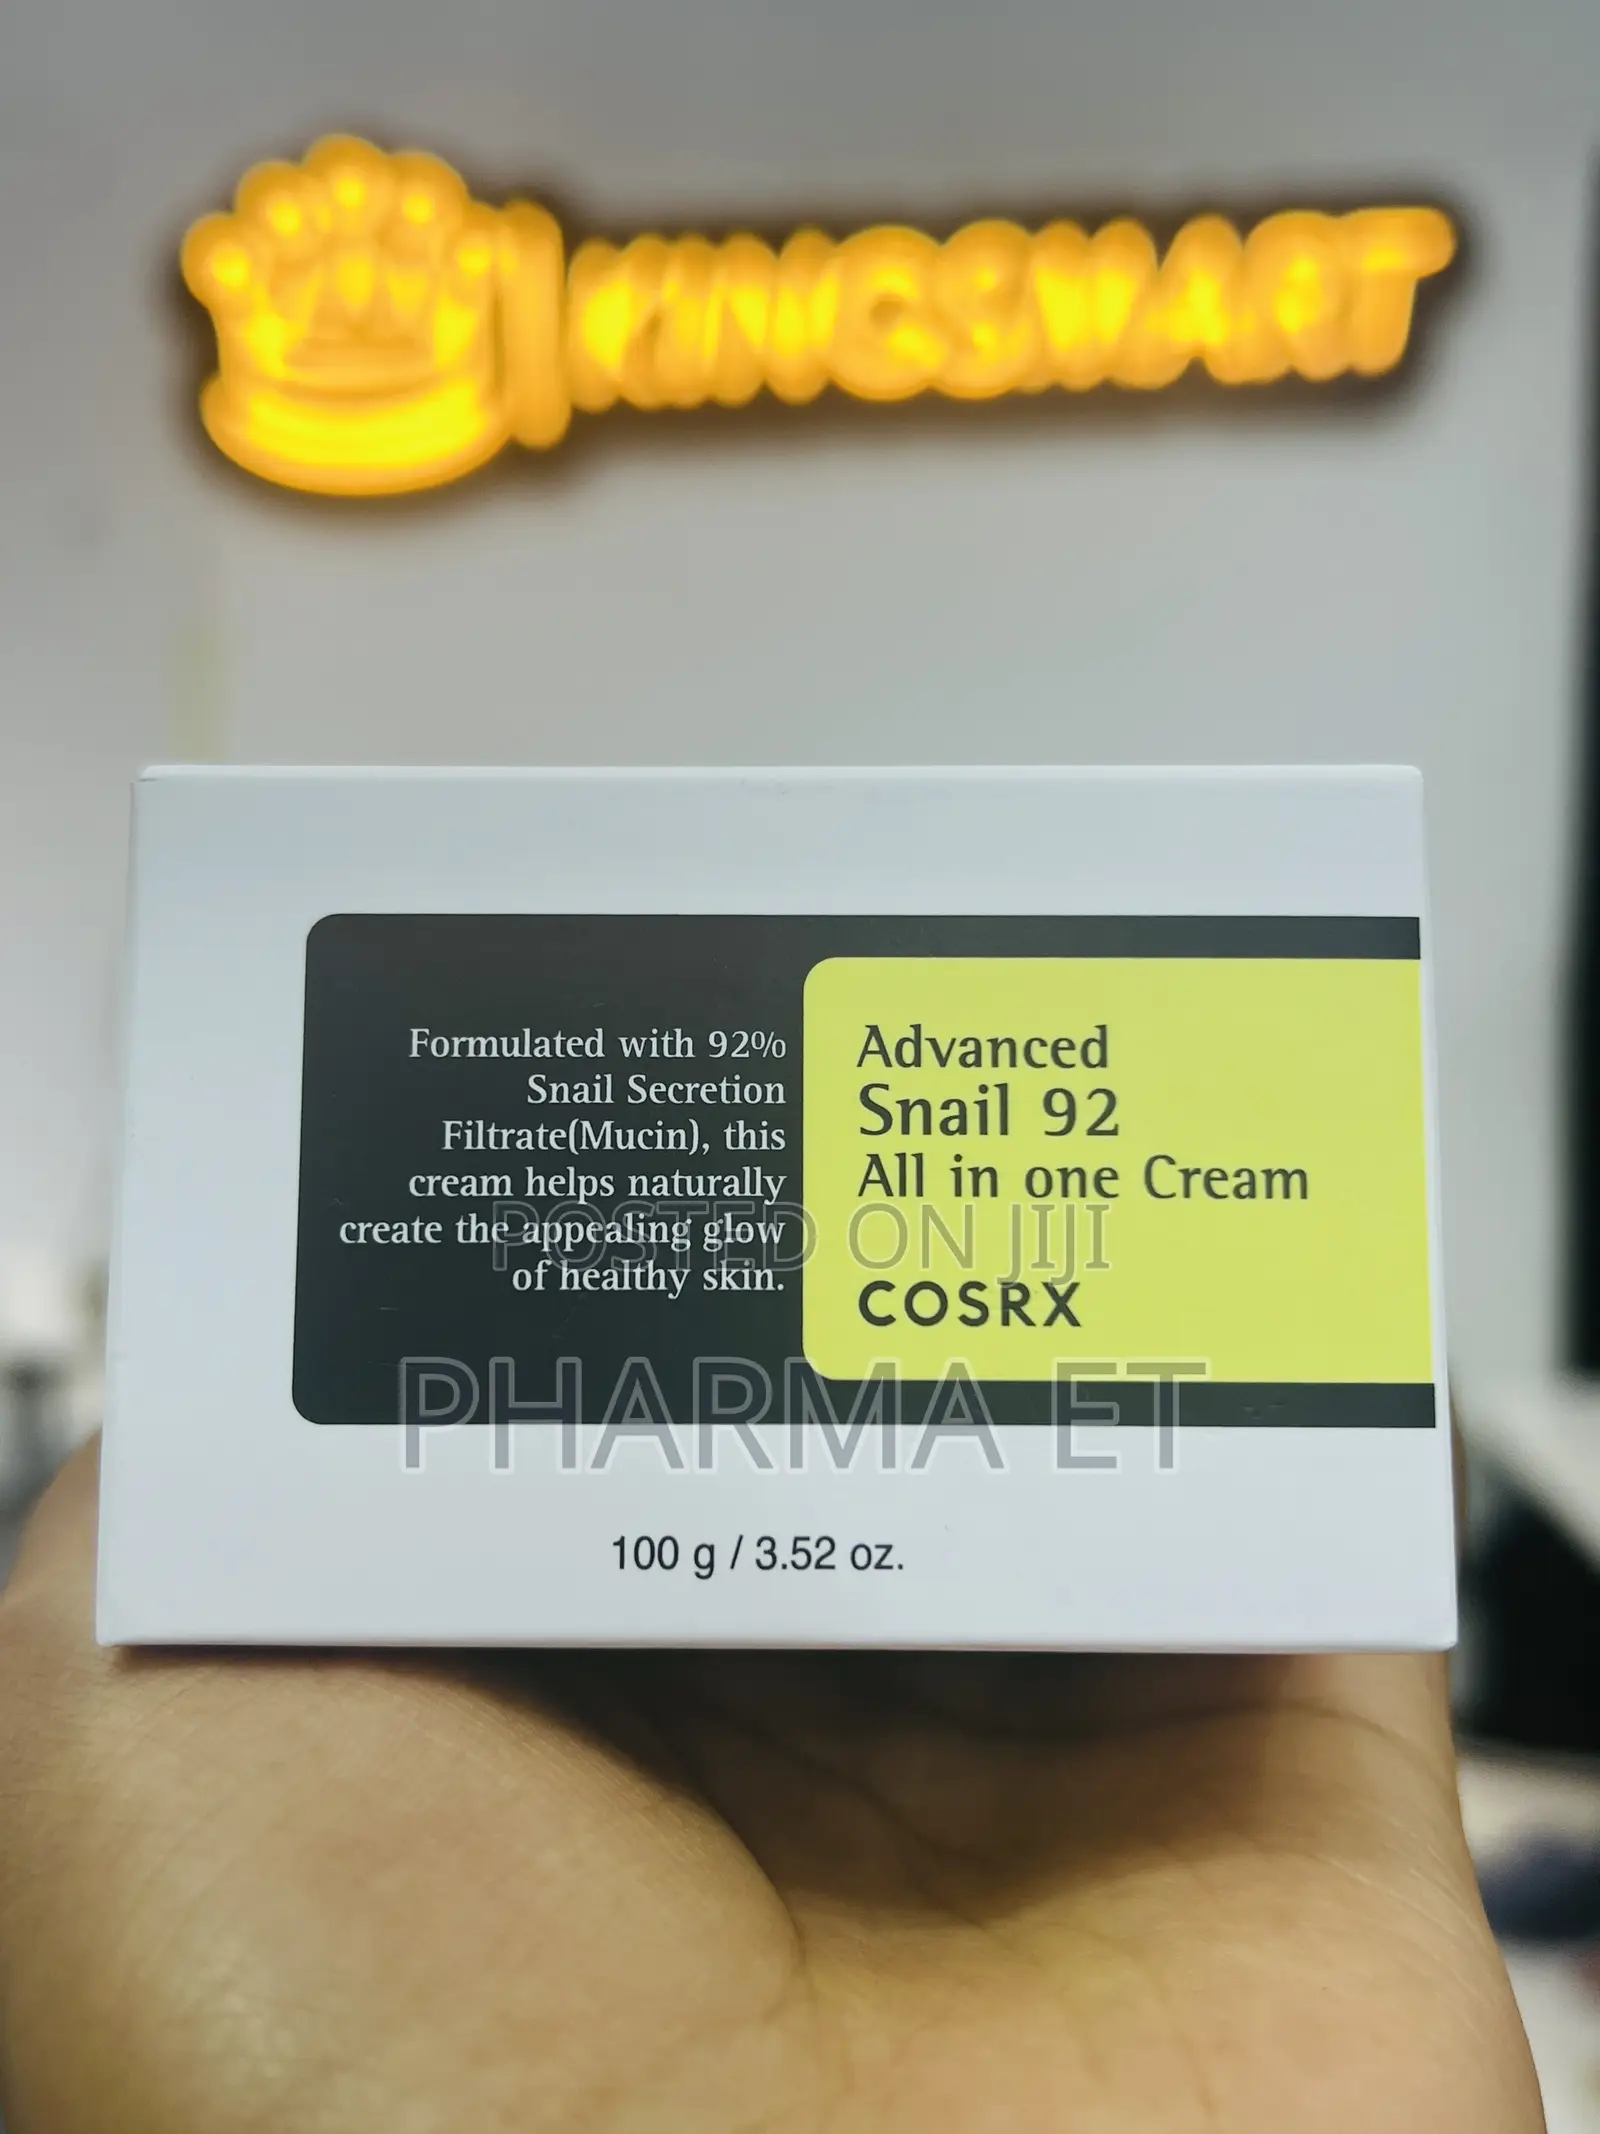 KINGSMART
Formulated with 92%
Snail Secretion
Filtrate(Mucin), this
cream helps naturally
create the appealing glow
of healthy skin.
Advanced
Snail 92
All in one Cream
COSRX
POSTED ON JIJI
PHARMA ET
100 g / 3.52 oz.